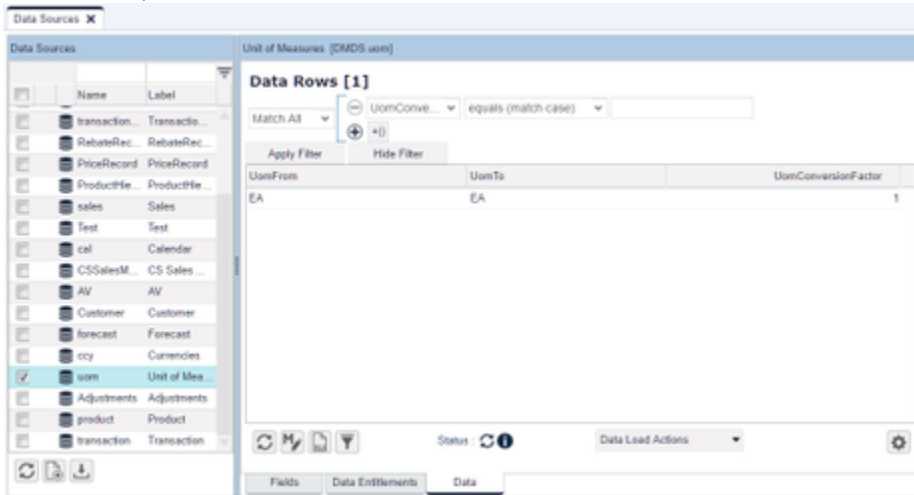 Data Sources X
Data Sources
Name Label
transaction... Transactio...
RebateRec... RebateRec...
PriceRecord PriceRecord
ProductHie... ProductHie...
sales Sales
Test Test
cal Calendar
CSSalesM... CS Sales ...
AV AV
Customer Customer
forecast Forecast
ccy Currencies
uom Unit of Mea...
Adjustments Adjustments
product Product
transaction Transaction
Unit of Measures [DMDS.uom]
Data Rows [1]
Match All
UomConve... equals (match case)
+()
Apply Filter Hide Filter
UomFrom UomTo UomConversionFactor
EA EA 1
Status : Data Load Actions
Fields Data Entitlements Data